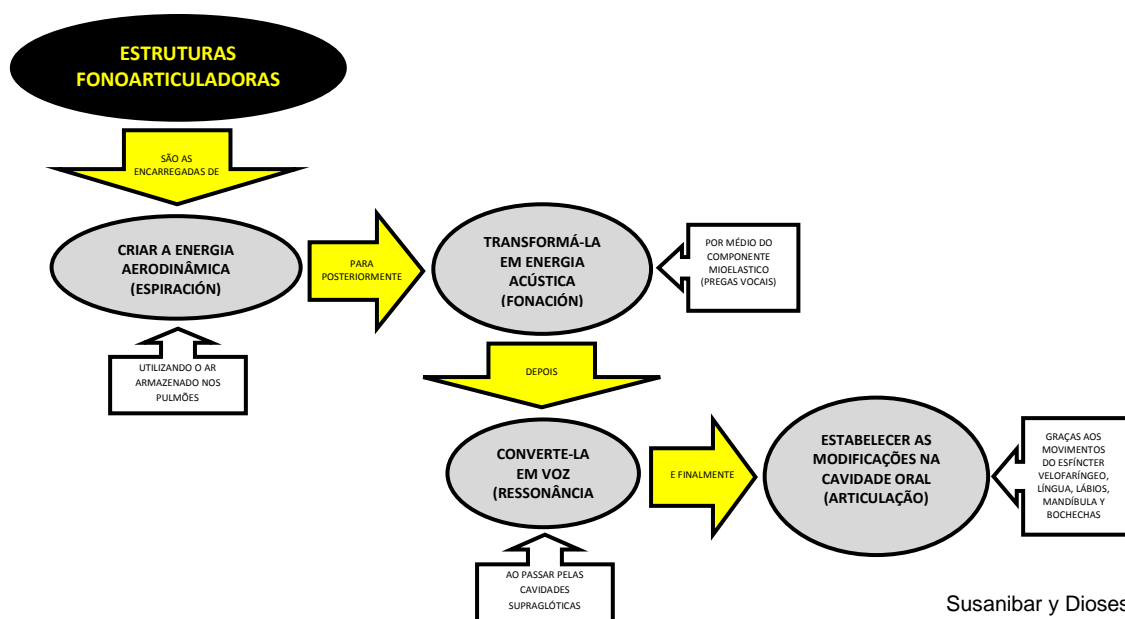 ESTRUTURAS
FONOARTICULADORAS
SÃO AS
ENCARREGADAS DE
CRIAR A ENERGIA
AERODINÂMICA
(ESPIRACIÓN)
UTILIZANDO O AR
ARMAZENADO NOS
PULMÕES
PARA
POSTERIORMENTE
TRANSFORMÁ-LA
EM ENERGIA
ACÚSTICA
(FONACIÓN)
POR MÉDIO DO
COMPONENTE
MIOELASTICO
(PREGAS VOCAIS)
DEPOIS
CONVERTE-LA
EM VOZ
(RESSONÂNCIA
AO PASSAR PELAS
CAVIDADES
SUPRAGLÓTICAS
E FINALMENTE
ESTABELECER AS
MODIFICAÇÕES NA
CAVIDADE ORAL
(ARTICULAÇÃO)
GRAÇAS AOS
MOVIMENTOS
DO ESFÍNCTER
VELOFARÍNGEO,
LÍNGUA, LÁBIOS,
MANDÍBULA Y
BOCHECHAS
Susanibar y Dioses